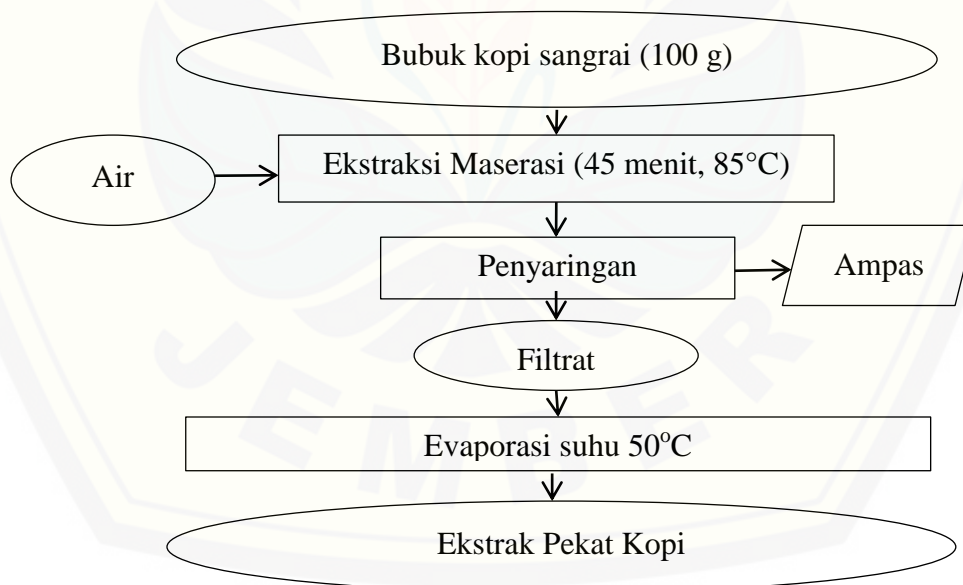 Bubuk kopi sangrai (100 g)
Air
Ekstraksi Maserasi (45 menit, 85°C)
Penyaringan
Ampas
Filtrat
Evaporasi suhu 50°C
Ekstrak Pekat Kopi
JEMBER